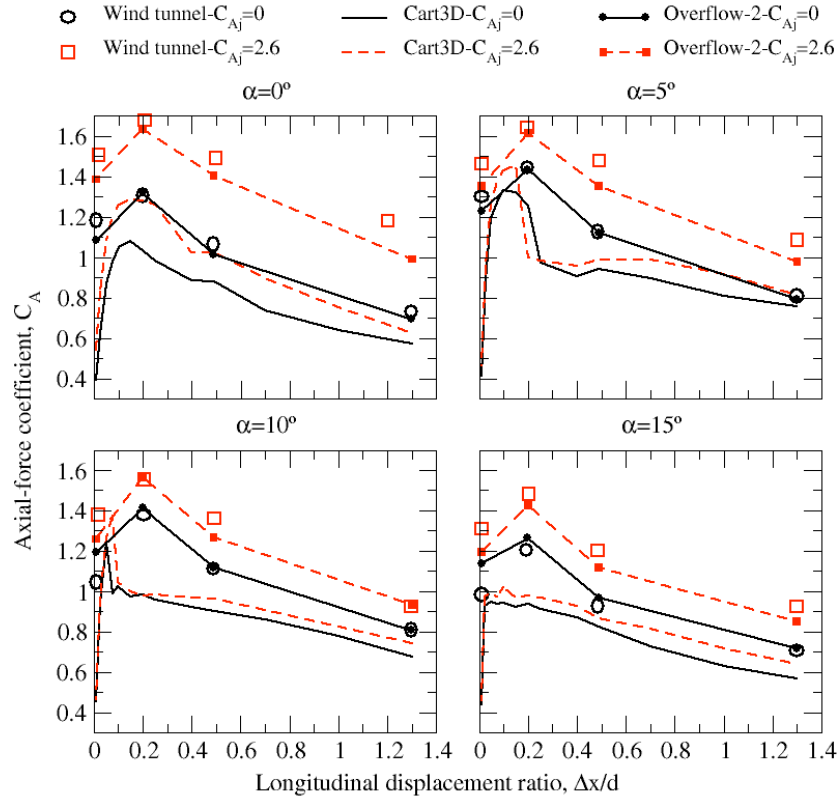 Wind tunnel-C_Aj=0 Cart3D-C_Aj=0 Overflow-2-C_Aj=0
Wind tunnel-C_Aj=2.6 Cart3D-C_Aj=2.6 Overflow-2-C_Aj=2.6
α=0º α=5º
1.6
1.4
1.2
1
0.8
0.6
0.4
α=10º α=15º
1.6
1.4
1.2
1
0.8
0.6
0.4
0 0.2 0.4 0.6 0.8 1 1.2 1.4 0 0.2 0.4 0.6 0.8 1 1.2 1.4
Axial-force coefficient, C_A
Longitudinal displacement ratio, Δx/d